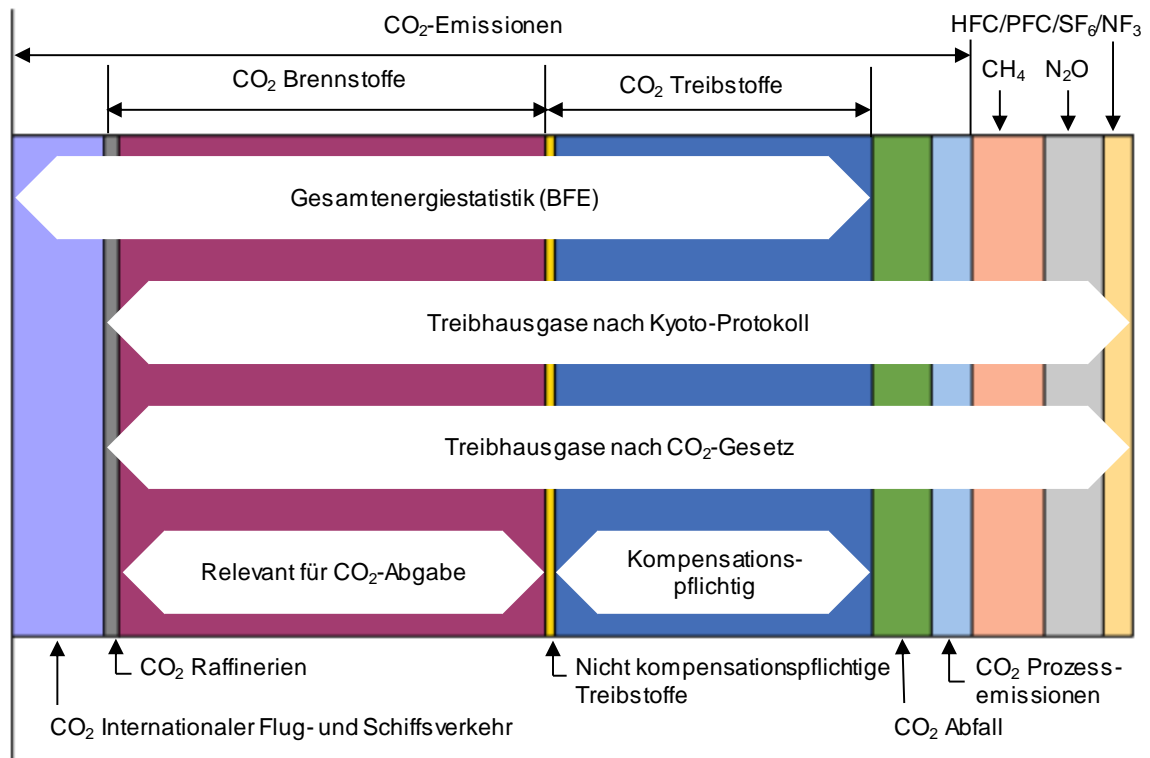 CO₂-Emissionen
HFC/PFC/SF₆/NF₃
CO₂ Brennstoffe
CO₂ Treibstoffe
CH₄
N₂O
Gesamtenergiestatistik (BFE)
Treibhausgase nach Kyoto-Protokoll
Treibhausgase nach CO₂-Gesetz
Relevant für CO₂-Abgabe
Kompensations-
pflichtig
CO₂ Raffinerien
Nicht kompensationspflichtige
Treibstoffe
CO₂ Prozess-
emissionen
CO₂ Internationaler Flug- und Schiffsverkehr
CO₂ Abfall